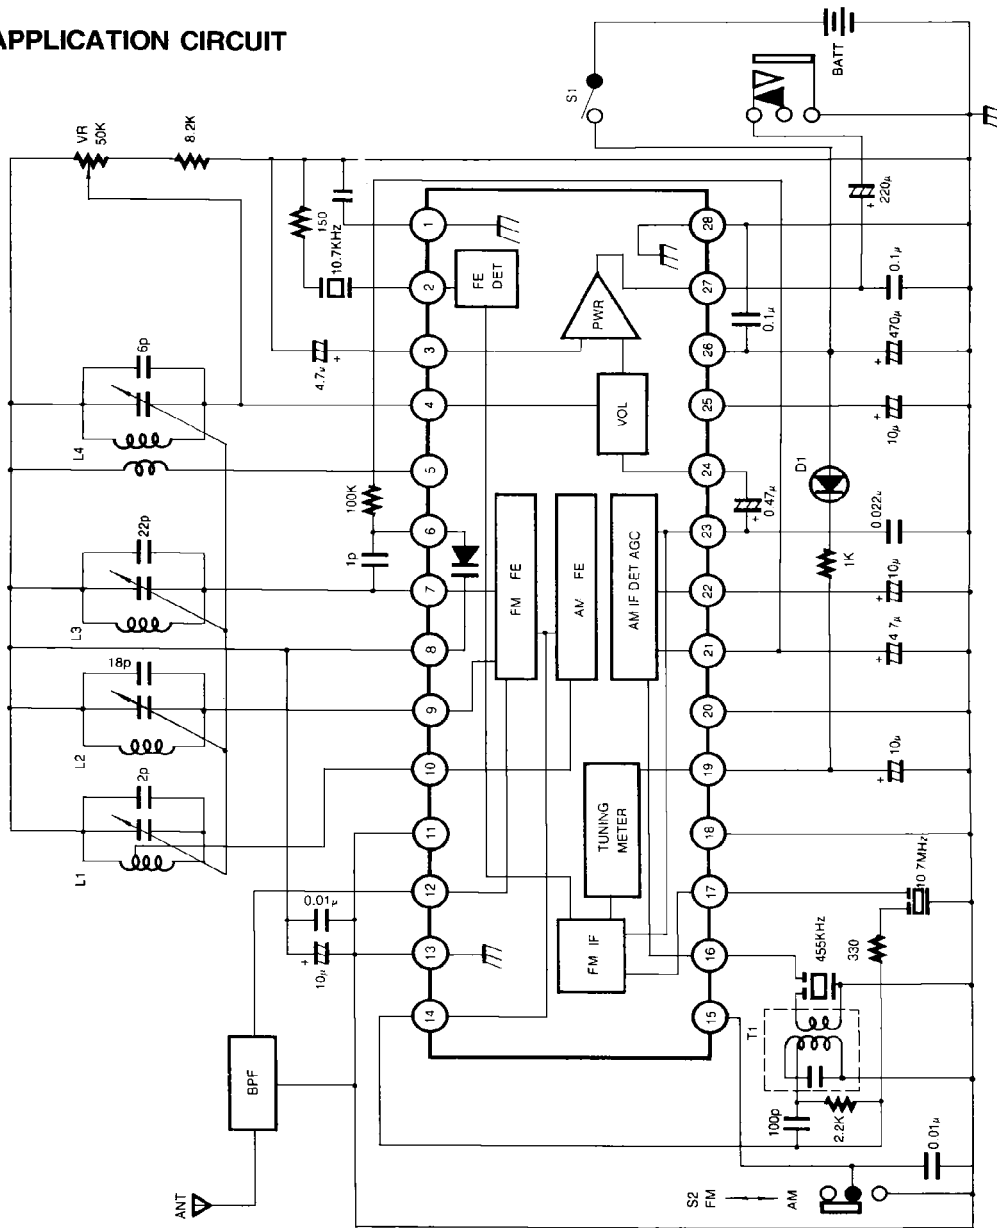 APPLICATION CIRCUIT
VR
50K
8.2K
S1
BATT
150
10.7KHz
220μ
1
28
FE
DET
2
27
0.1μ
PWR
0.1μ
4.7μ
3
26
470μ
6p
4
VOL
25
10μ
L4
5
24
D1
100K
0.47μ
0.022μ
22p
1p
6
23
1K
FM FE
AM FE
AM IF DET AGC
7
22
10μ
L3
8
21
4.7μ
18p
9
20
L2
10
19
10μ
2p
TUNING
METER
11
18
L1
12
17
10.7MHz
0.01μ
FM IF
10μ
13
16
455KHz
330
14
15
T1
BPF
100p
2.2K
ANT
0.01μ
S2
FM
AM